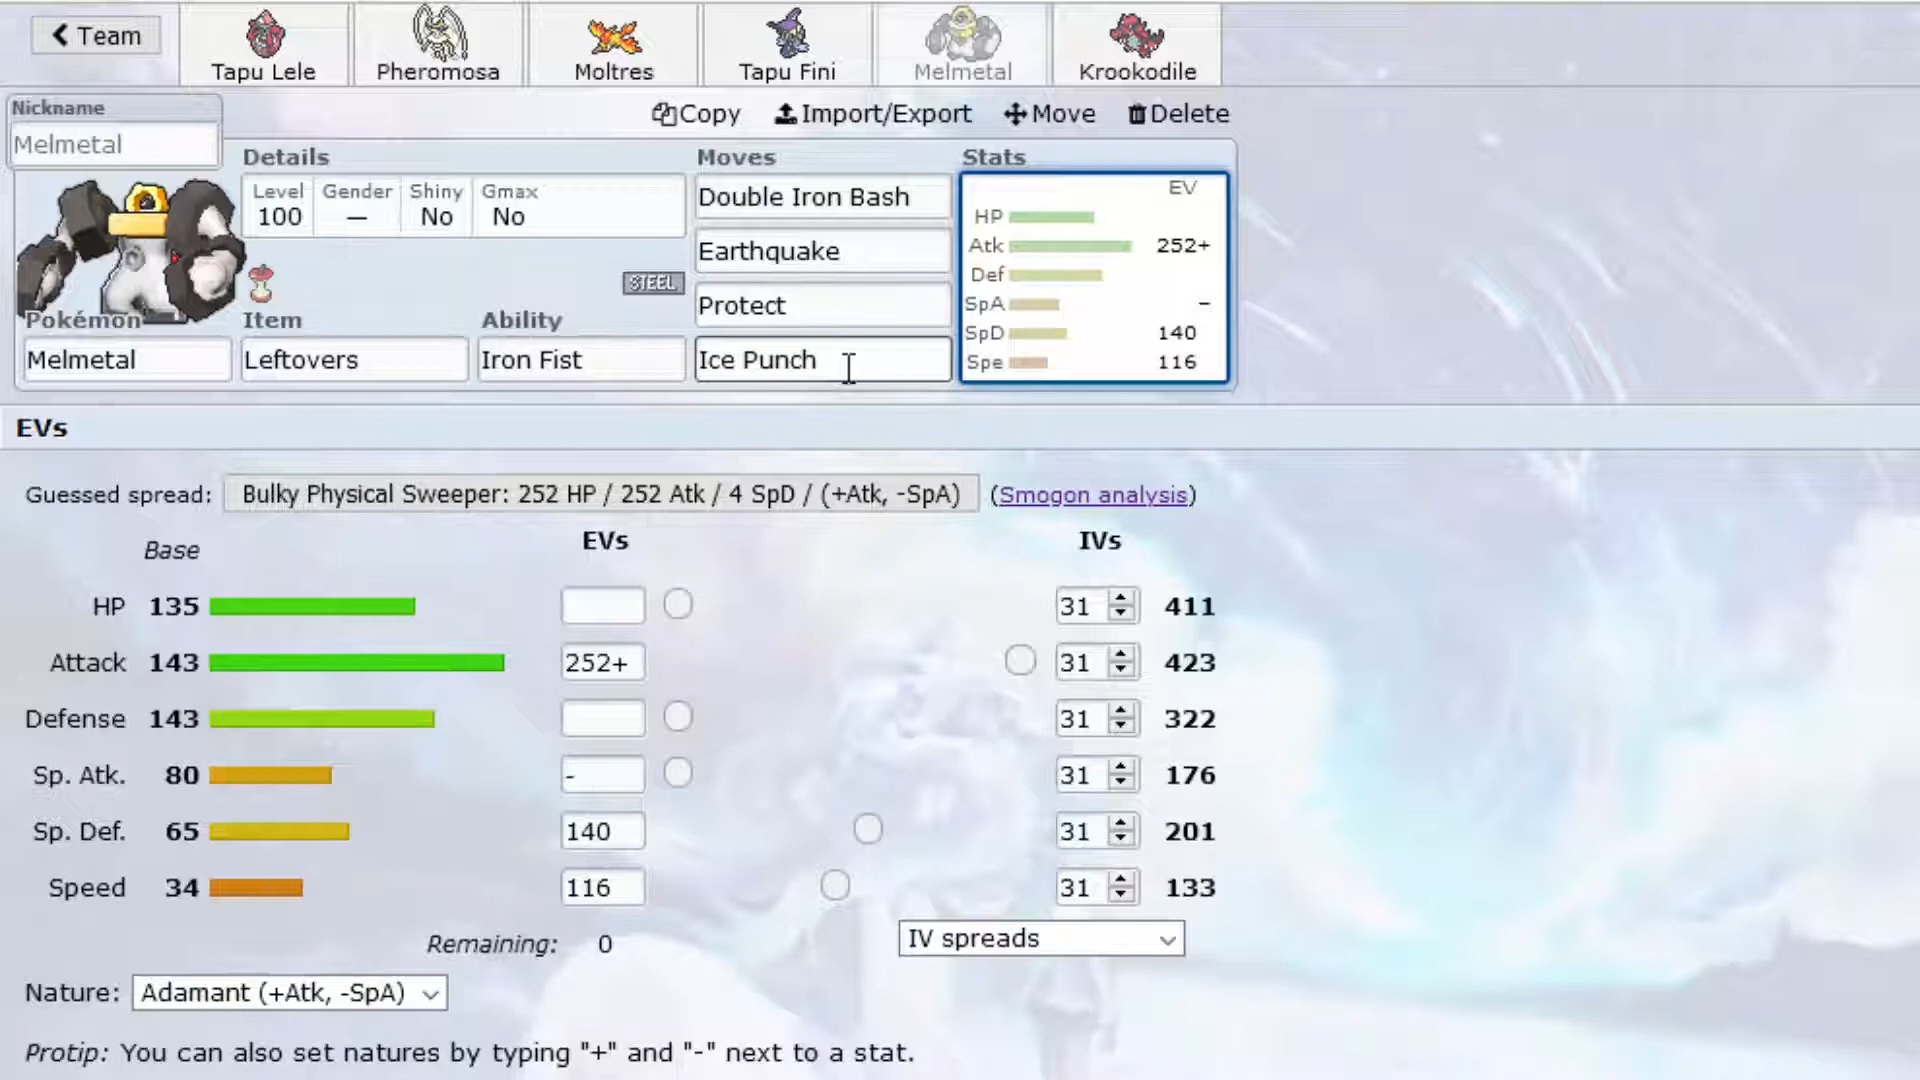 Team
Tapu Lele
Pheromosa
Moltres
Tapu Fini
Melmetal
Krookodile
Nickname
Melmetal
Copy
Import/Export
Move
Delete
Details
Moves
Stats
Level
100
Gender
—
Shiny
No
Gmax
No
STEEL
Pokémon
Melmetal
Item
Leftovers
Ability
Iron Fist
Double Iron Bash
Earthquake
Protect
Ice Punch
EV
HP
Atk 252+
Def
SpA –
SpD 140
Spe 116
EVs
Guessed spread: Bulky Physical Sweeper: 252 HP / 252 Atk / 4 SpD / (+Atk, -SpA) (Smogon analysis)
Base EVs IVs
HP 135 31 411
Attack 143 252+ 31 423
Defense 143 31 322
Sp. Atk. 80 - 31 176
Sp. Def. 65 140 31 201
Speed 34 116 31 133
Remaining: 0 IV spreads
Nature: Adamant (+Atk, -SpA)
Protip: You can also set natures by typing "+" and "-" next to a stat.